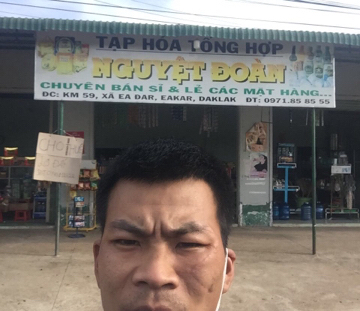 TẠP HÓA TỔNG HỢP
NGUYỆT ĐOÀN
CHUYÊN BÁN SỈ & LẺ CÁC MẶT HÀNG...
ĐC: KM 59, XÃ EA ĐAR, EAKAR, DAKLAK ĐT: 0971.85 85 55